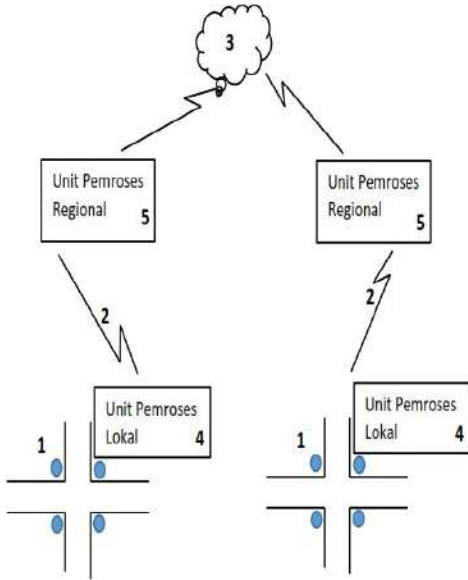 3
Unit Pemroses
Regional 5
Unit Pemroses
Regional 5
2
2
Unit Pemroses
Lokal 4
Unit Pemroses
Lokal 4
1
1